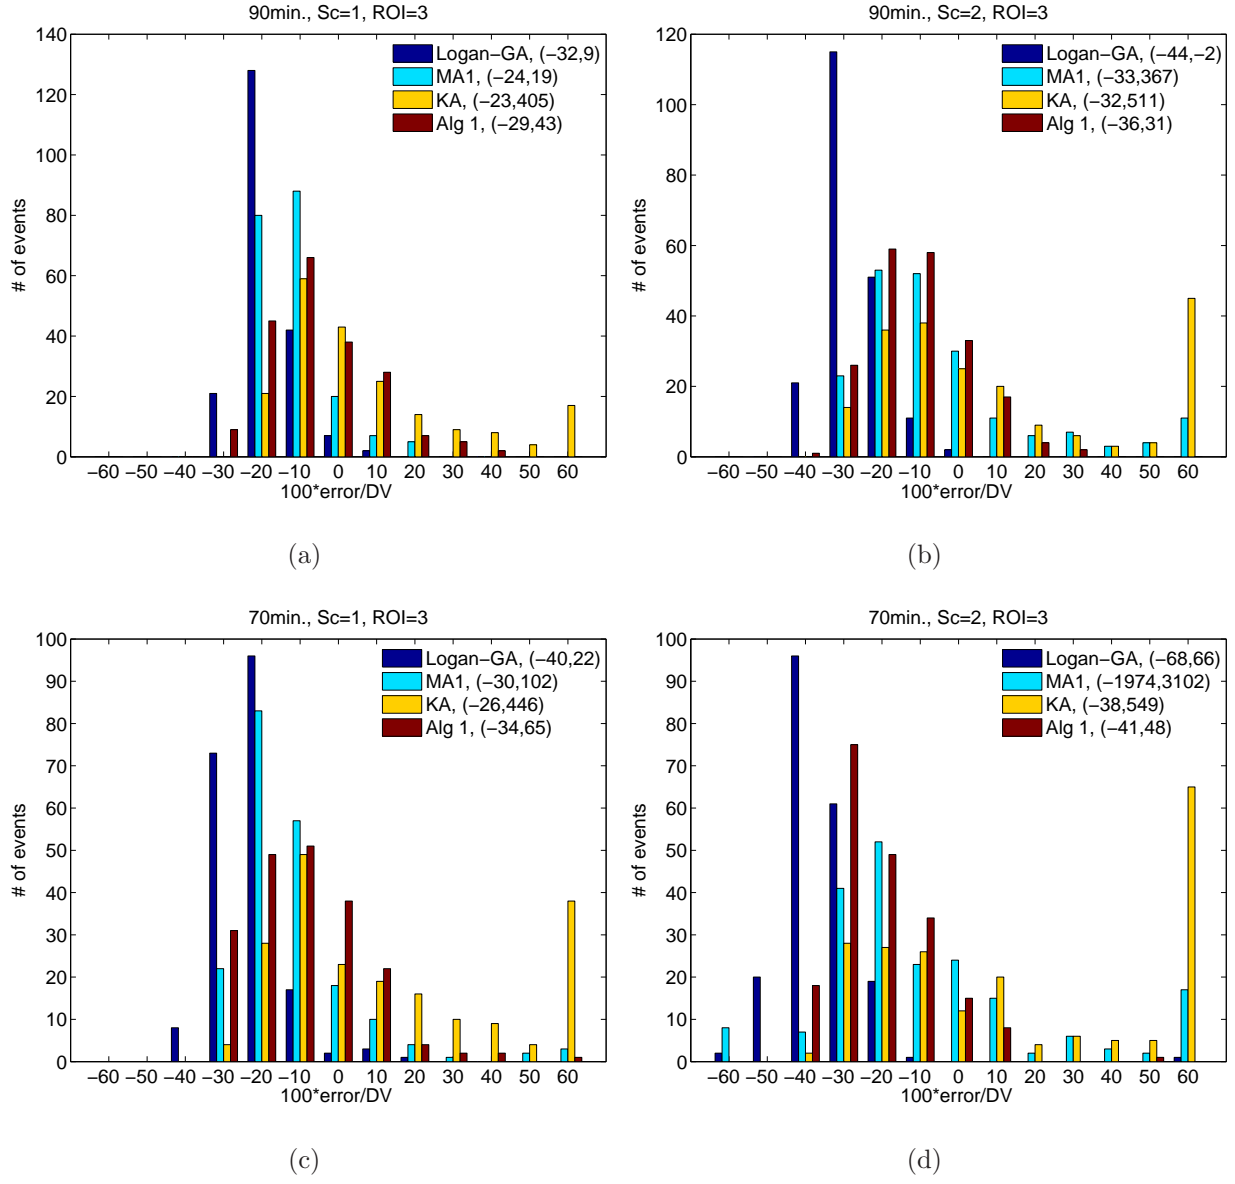 90min., Sc=1, ROI=3
140
120
100
80
60
40
20
0
# of events
Logan−GA, (−32,9)
MA1, (−24,19)
KA, (−23,405)
Alg 1, (−29,43)
−60 −50 −40 −30 −20 −10 0 10 20 30 40 50 60
100*error/DV
(a)
90min., Sc=2, ROI=3
120
100
80
60
40
20
0
# of events
Logan−GA, (−44,−2)
MA1, (−33,367)
KA, (−32,511)
Alg 1, (−36,31)
−60 −50 −40 −30 −20 −10 0 10 20 30 40 50 60
100*error/DV
(b)
70min., Sc=1, ROI=3
100
90
80
70
60
50
40
30
20
10
0
# of events
Logan−GA, (−40,22)
MA1, (−30,102)
KA, (−26,446)
Alg 1, (−34,65)
−60 −50 −40 −30 −20 −10 0 10 20 30 40 50 60
100*error/DV
(c)
70min., Sc=2, ROI=3
100
90
80
70
60
50
40
30
20
10
0
# of events
Logan−GA, (−68,66)
MA1, (−1974,3102)
KA, (−38,549)
Alg 1, (−41,48)
−60 −50 −40 −30 −20 −10 0 10 20 30 40 50 60
100*error/DV
(d)